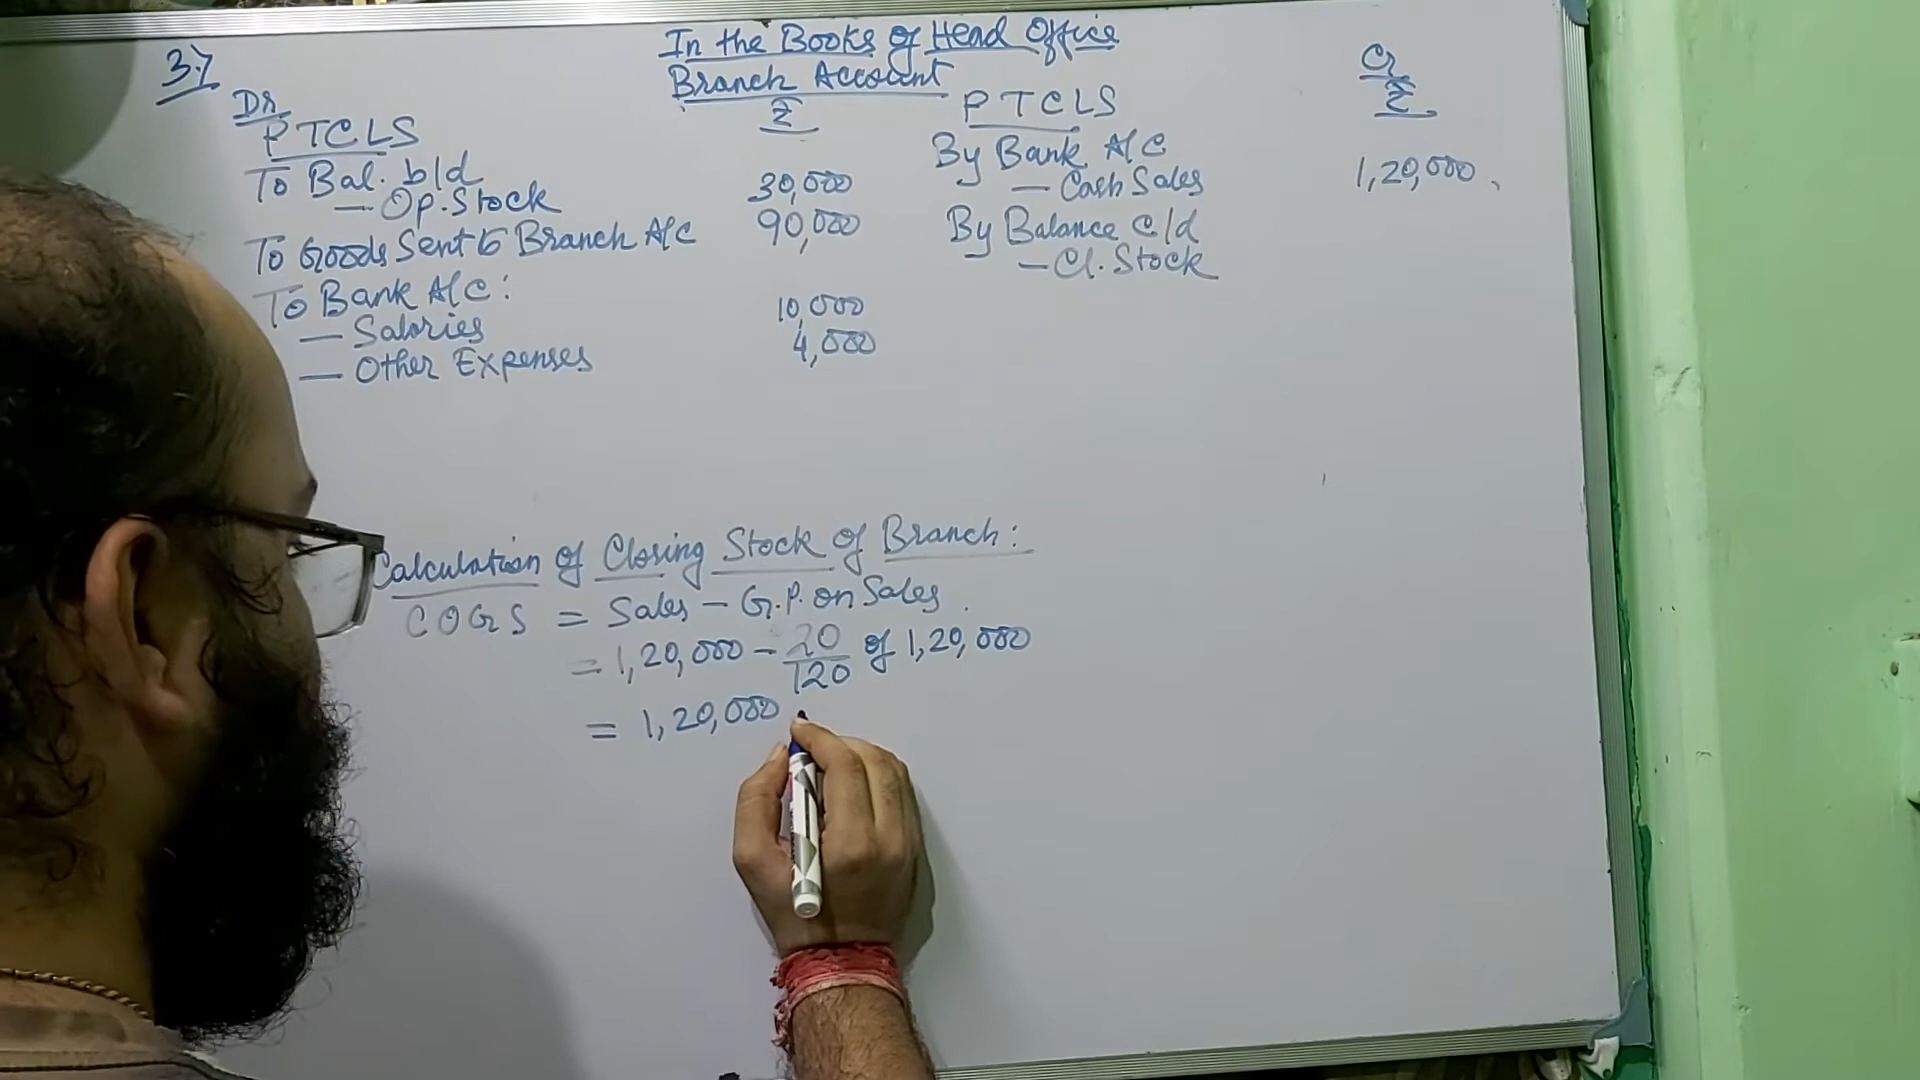 3.7
In the Books of Head Office
Branch Account
Dr
Cr
PTCLS ₹ PTCLS ₹
To Bal. b/d
— Op. Stock 30,000
To Goods Sent to Branch A/C 90,000
To Bank A/C:
— Salaries 10,000
— Other Expenses 4,000
By Bank A/C
— Cash Sales 1,20,000
By Balance c/d
— Cl. Stock
Calculation of Closing Stock of Branch:
COGS = Sales — G.P. on Sales
= 1,20,000 — 20/120 of 1,20,000
= 1,20,000